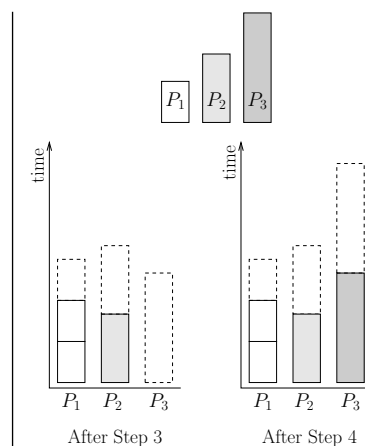 P₁ P₂ P₃
time time
P₁ P₂ P₃ P₁ P₂ P₃
After Step 3 After Step 4